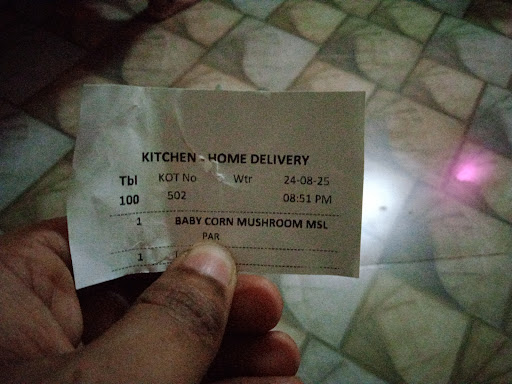 KITCHEN - HOME DELIVERY
Tbl KOT No Wtr 24-08-25
100 502 08:51 PM
1 BABY CORN MUSHROOM MSL
PAR
1